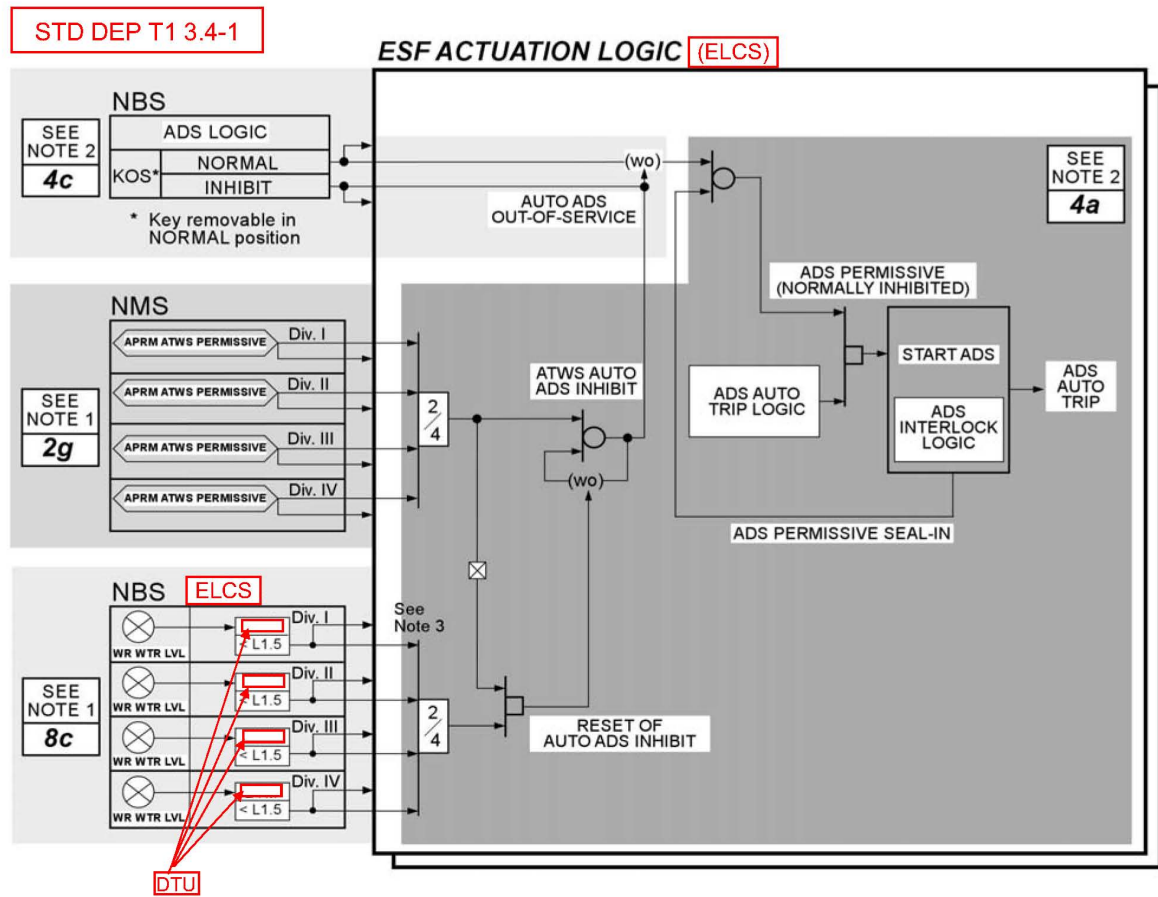 STD DEP T1 3.4-1
ESF ACTUATION LOGIC (ELCS)
NBS
SEE
NOTE 2
4c
ADS LOGIC
KOS*
NORMAL
INHIBIT
* Key removable in
NORMAL position
(wo)
AUTO ADS
OUT-OF-SERVICE
SEE
NOTE 2
4a
NMS
SEE
NOTE 1
2g
APRM ATWS PERMISSIVE
Div. I
APRM ATWS PERMISSIVE
Div. II
APRM ATWS PERMISSIVE
Div. III
APRM ATWS PERMISSIVE
Div. IV
2/4
ATWS AUTO
ADS INHIBIT
(wo)
ADS PERMISSIVE
(NORMALLY INHIBITED)
ADS AUTO
TRIP LOGIC
START ADS
ADS
INTERLOCK
LOGIC
ADS
AUTO
TRIP
ADS PERMISSIVE SEAL-IN
NBS
ELCS
SEE
NOTE 1
8c
WR WTR LVL
Div. I
< L1.5
WR WTR LVL
Div. II
< L1.5
WR WTR LVL
Div. III
< L1.5
WR WTR LVL
Div. IV
< L1.5
See
Note 3
2/4
RESET OF
AUTO ADS INHIBIT
DTU